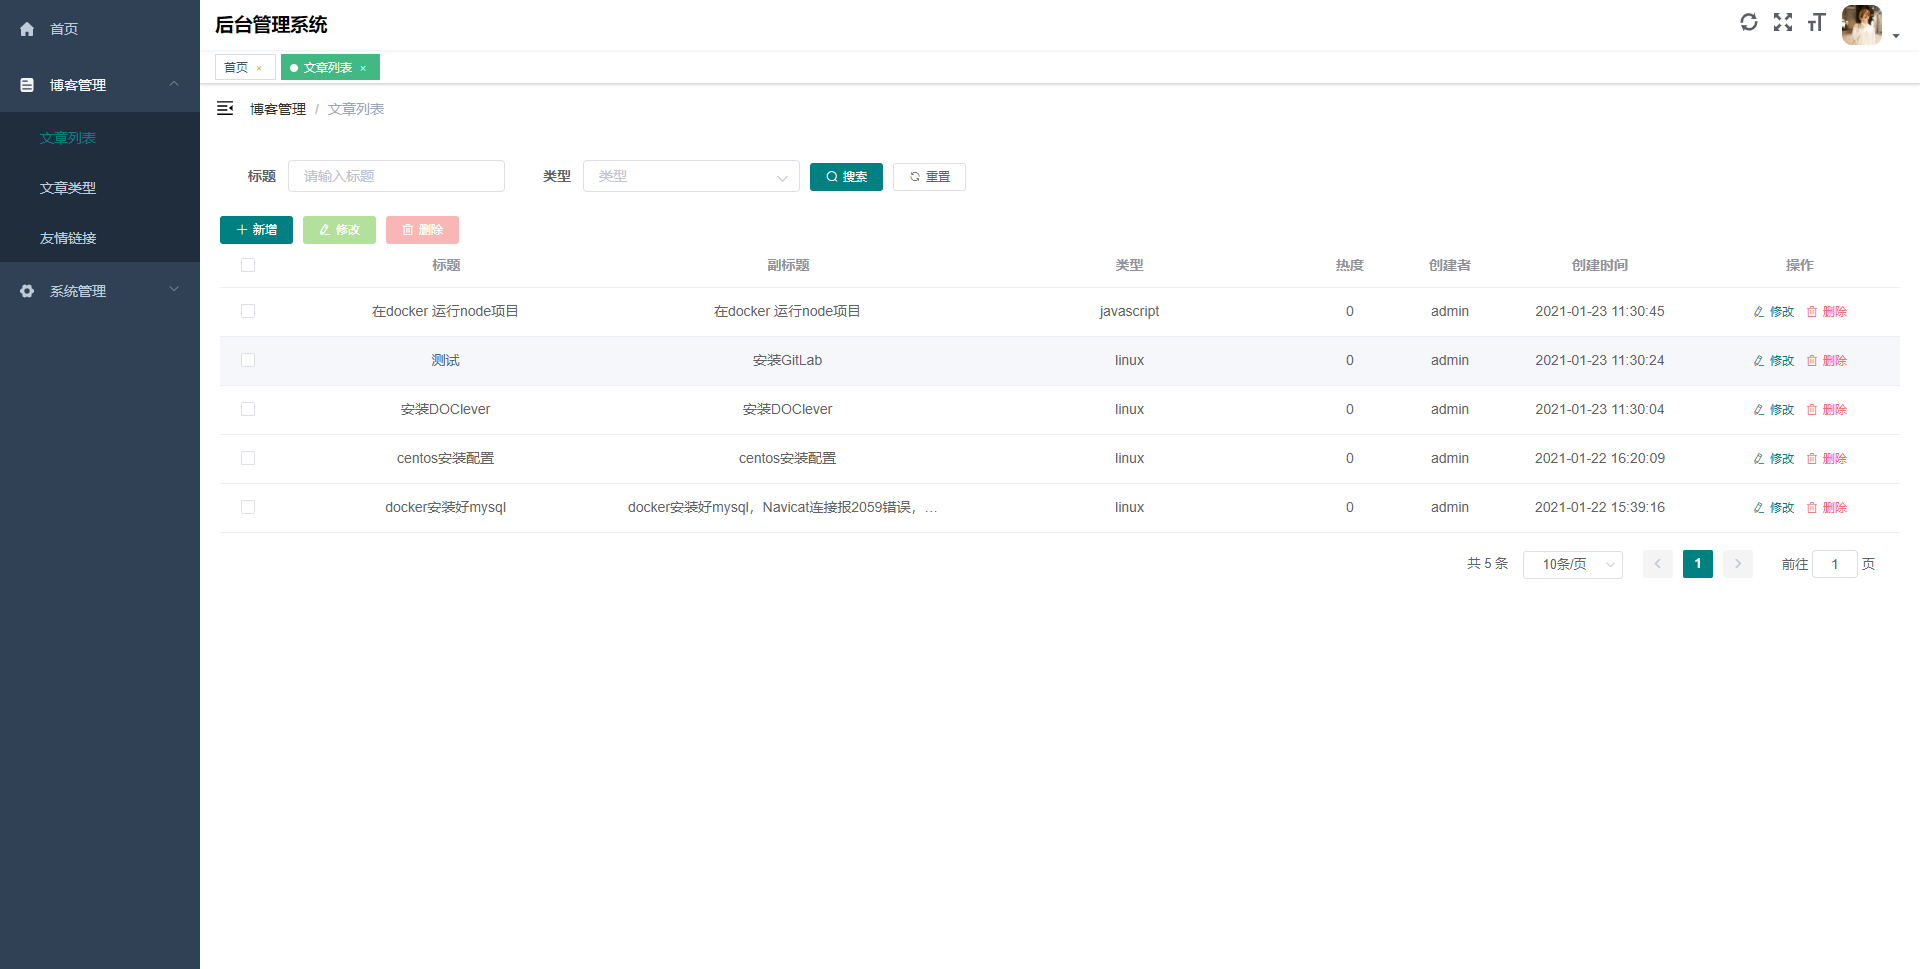 首页
博客管理
文章列表
文章类型
友情链接
系统管理
后台管理系统
首页 × 文章列表 ×
博客管理 / 文章列表
标题 请输入标题 类型 类型 搜索 重置
新增 修改 删除
标题 副标题 类型 热度 创建者 创建时间 操作
在docker 运行node项目 在docker 运行node项目 javascript 0 admin 2021-01-23 11:30:45 修改 删除
测试 安装GitLab linux 0 admin 2021-01-23 11:30:24 修改 删除
安装DOClever 安装DOClever linux 0 admin 2021-01-23 11:30:04 修改 删除
centos安装配置 centos安装配置 linux 0 admin 2021-01-22 16:20:09 修改 删除
docker安装好mysql docker安装好mysql，Navicat连接报2059错误，… linux 0 admin 2021-01-22 15:39:16 修改 删除
共 5 条 10条/页 1 前往 1 页